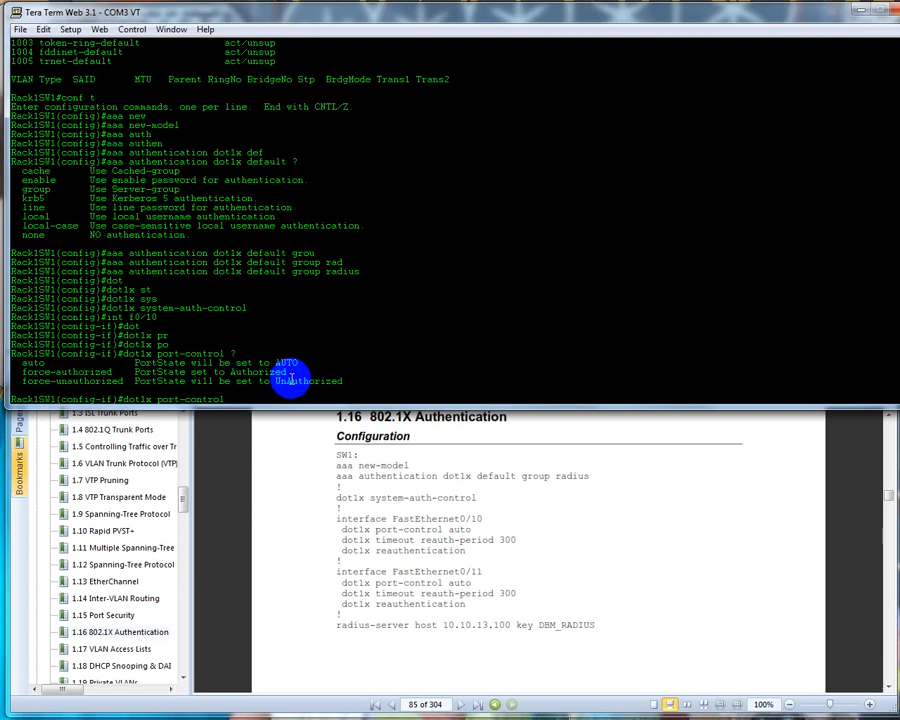 Tera Term Web 3.1 - COM3 VT
File Edit Setup Web Control Window Help
1003 token-ring-default act/unsup
1004 fddinet-default act/unsup
1005 trnet-default act/unsup
VLAN Type SAID MTU Parent RingNo BridgeNo Stp BrdgMode Trans1 Trans2
Rack1SW1#conf t
Enter configuration commands, one per line. End with CNTL/Z.
Rack1SW1(config)#aaa new
Rack1SW1(config)#aaa new-model
Rack1SW1(config)#aaa auth
Rack1SW1(config)#aaa authen
Rack1SW1(config)#aaa authentication dot1x def
Rack1SW1(config)#aaa authentication dot1x default ?
cache Use Cached-group
enable Use enable password for authentication.
group Use Server-group
krb5 Use Kerberos 5 authentication.
line Use line password for authentication.
local Use local username authentication.
local-case Use case-sensitive local username authentication.
none NO authentication.
Rack1SW1(config)#aaa authentication dot1x default grou
Rack1SW1(config)#aaa authentication dot1x default group rad
Rack1SW1(config)#aaa authentication dot1x default group radius
Rack1SW1(config)#dot
Rack1SW1(config)#dot1x st
Rack1SW1(config)#dot1x sys
Rack1SW1(config)#dot1x system-auth-control
Rack1SW1(config)#int f0/10
Rack1SW1(config-if)#dot
Rack1SW1(config-if)#dot1x pr
Rack1SW1(config-if)#dot1x po
Rack1SW1(config-if)#dot1x port-control ?
auto PortState will be set to AUTO
force-authorized PortState set to Authorized
force-unauthorized PortState will be set to UnAuthorized
Rack1SW1(config-if)#dot1x port-control
Bookmarks
1.3 ISL Trunk Ports
1.4 802.1Q Trunk Ports
1.5 Controlling Traffic over Tr
1.6 VLAN Trunk Protocol (VTP)
1.7 VTP Pruning
1.8 VTP Transparent Mode
1.9 Spanning-Tree Protocol
1.10 Rapid PVST+
1.11 Multiple Spanning-Tree
1.12 Spanning-Tree Protocol
1.13 EtherChannel
1.14 Inter-VLAN Routing
1.15 Port Security
1.16 802.1X Authentication
1.17 VLAN Access Lists
1.18 DHCP Snooping & DAI
1.19 Private VLANs
1.16 802.1X Authentication
Configuration
SW1:
aaa new-model
aaa authentication dot1x default group radius
!
dot1x system-auth-control
!
interface FastEthernet0/10
dot1x port-control auto
dot1x timeout reauth-period 300
dot1x reauthentication
!
interface FastEthernet0/11
dot1x port-control auto
dot1x timeout reauth-period 300
dot1x reauthentication
!
radius-server host 10.10.13.100 key DBM_RADIUS
85 of 304
100%